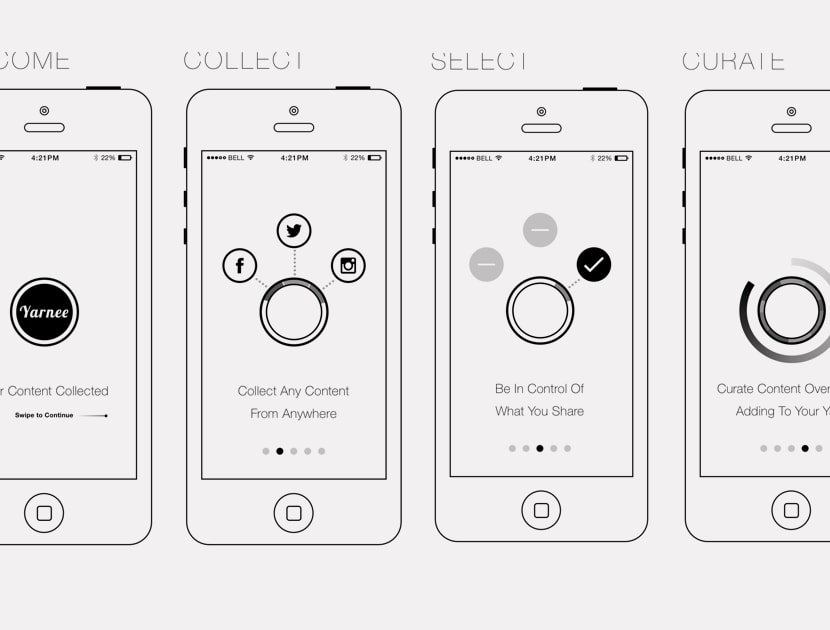 COME
COLLECT
SELECT
CURATE
4:21PM
22%
BELL
4:21PM
22%
BELL
4:21PM
22%
BELL
4:21PM
Yarnee
r Content Collected
Swipe to Continue
Collect Any Content
From Anywhere
Be In Control Of
What You Share
Curate Content Over
Adding To Your Y